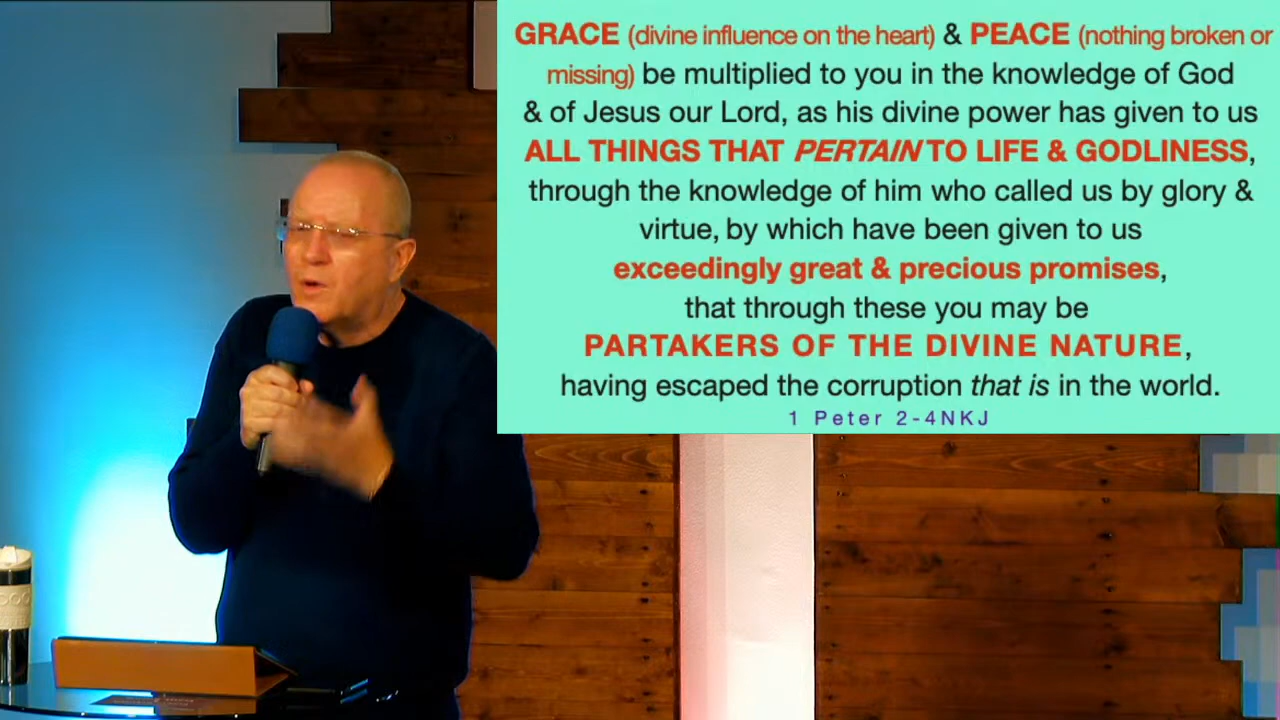 GRACE (divine influence on the heart) & PEACE (nothing broken or
missing) be multiplied to you in the knowledge of God
& of Jesus our Lord, as his divine power has given to us
ALL THINGS THAT PERTAIN TO LIFE & GODLINESS,
through the knowledge of him who called us by glory &
virtue, by which have been given to us
exceedingly great & precious promises,
that through these you may be
PARTAKERS OF THE DIVINE NATURE,
having escaped the corruption that is in the world.
1 Peter 2-4NKJ